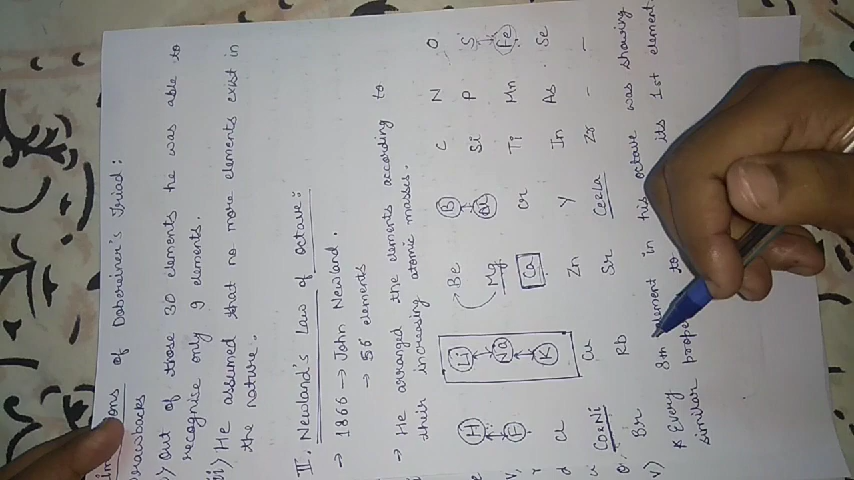 of Dobereiner's Triad:
rawbacks
i) out of those 30 elements he was able to
recognise only 9 elements.
ii) He assumed that no more elements exist in
the nature.
II. Newland's Law of octave:
→ 1866 → John Newland.
→ 56 elements
→ He arranged the elements according to
their increasing atomic masses.
H Li Be B C N O
F Na Mg Al Si P S
Cl K Ca Cr Ti Mn Fe
Co&Ni Cu Zn Y In As Se
Br Rb Sr Ce&La Zr - -
* Every 8th element in his octave was showing
similar prope to its 1st element.